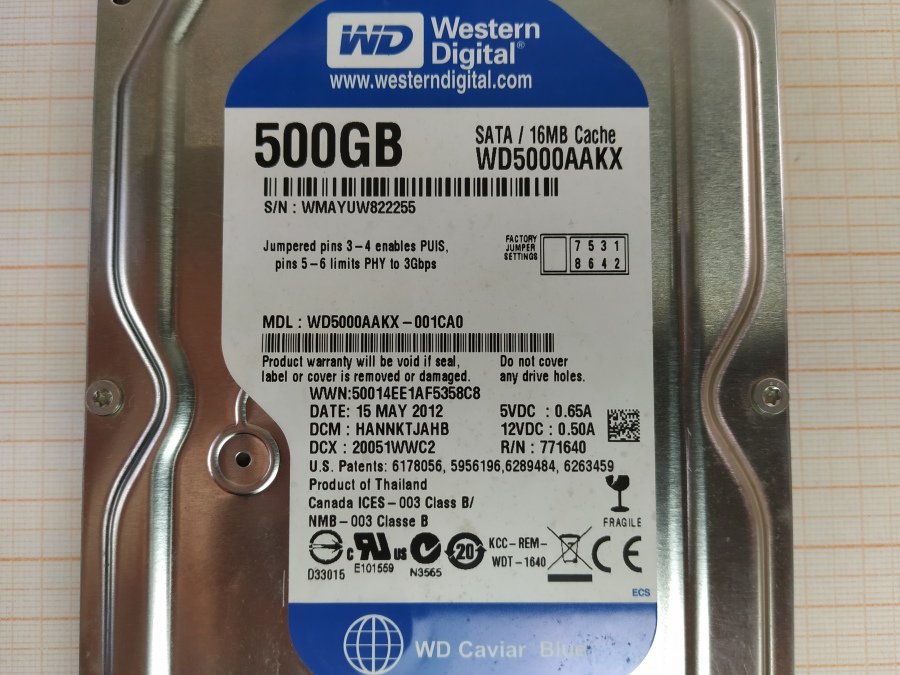 WD Western
Digital®
www.westerndigital.com
500GB
SATA / 16MB Cache
WD5000AAKX
S/N : WMAYUW822255
Jumpered pins 3-4 enables PUIS,
pins 5-6 limits PHY to 3Gbps
FACTORY
JUMPER
SETTINGS
7 5 3 1
8 6 4 2
MDL : WD5000AAKX-001CA0
Product warranty will be void if seal,
label or cover is removed or damaged.
Do not cover
any drive holes.
WWN:50014EE1AF5358C8
DATE: 15 MAY 2012
5VDC : 0.65A
DCM : HANNKTJAHB
12VDC : 0.50A
DCX : 20051WWC2
R/N : 771640
U.S. Patents: 6178056, 5956196,6289484, 6263459
Product of Thailand
Canada ICES-003 Class B/
NMB-003 Classe B
FRAGILE
D33015
c RU us
E101559
N3565
20
KCC-REM-
WDT-1640
CE
ECS
WD Caviar Blue